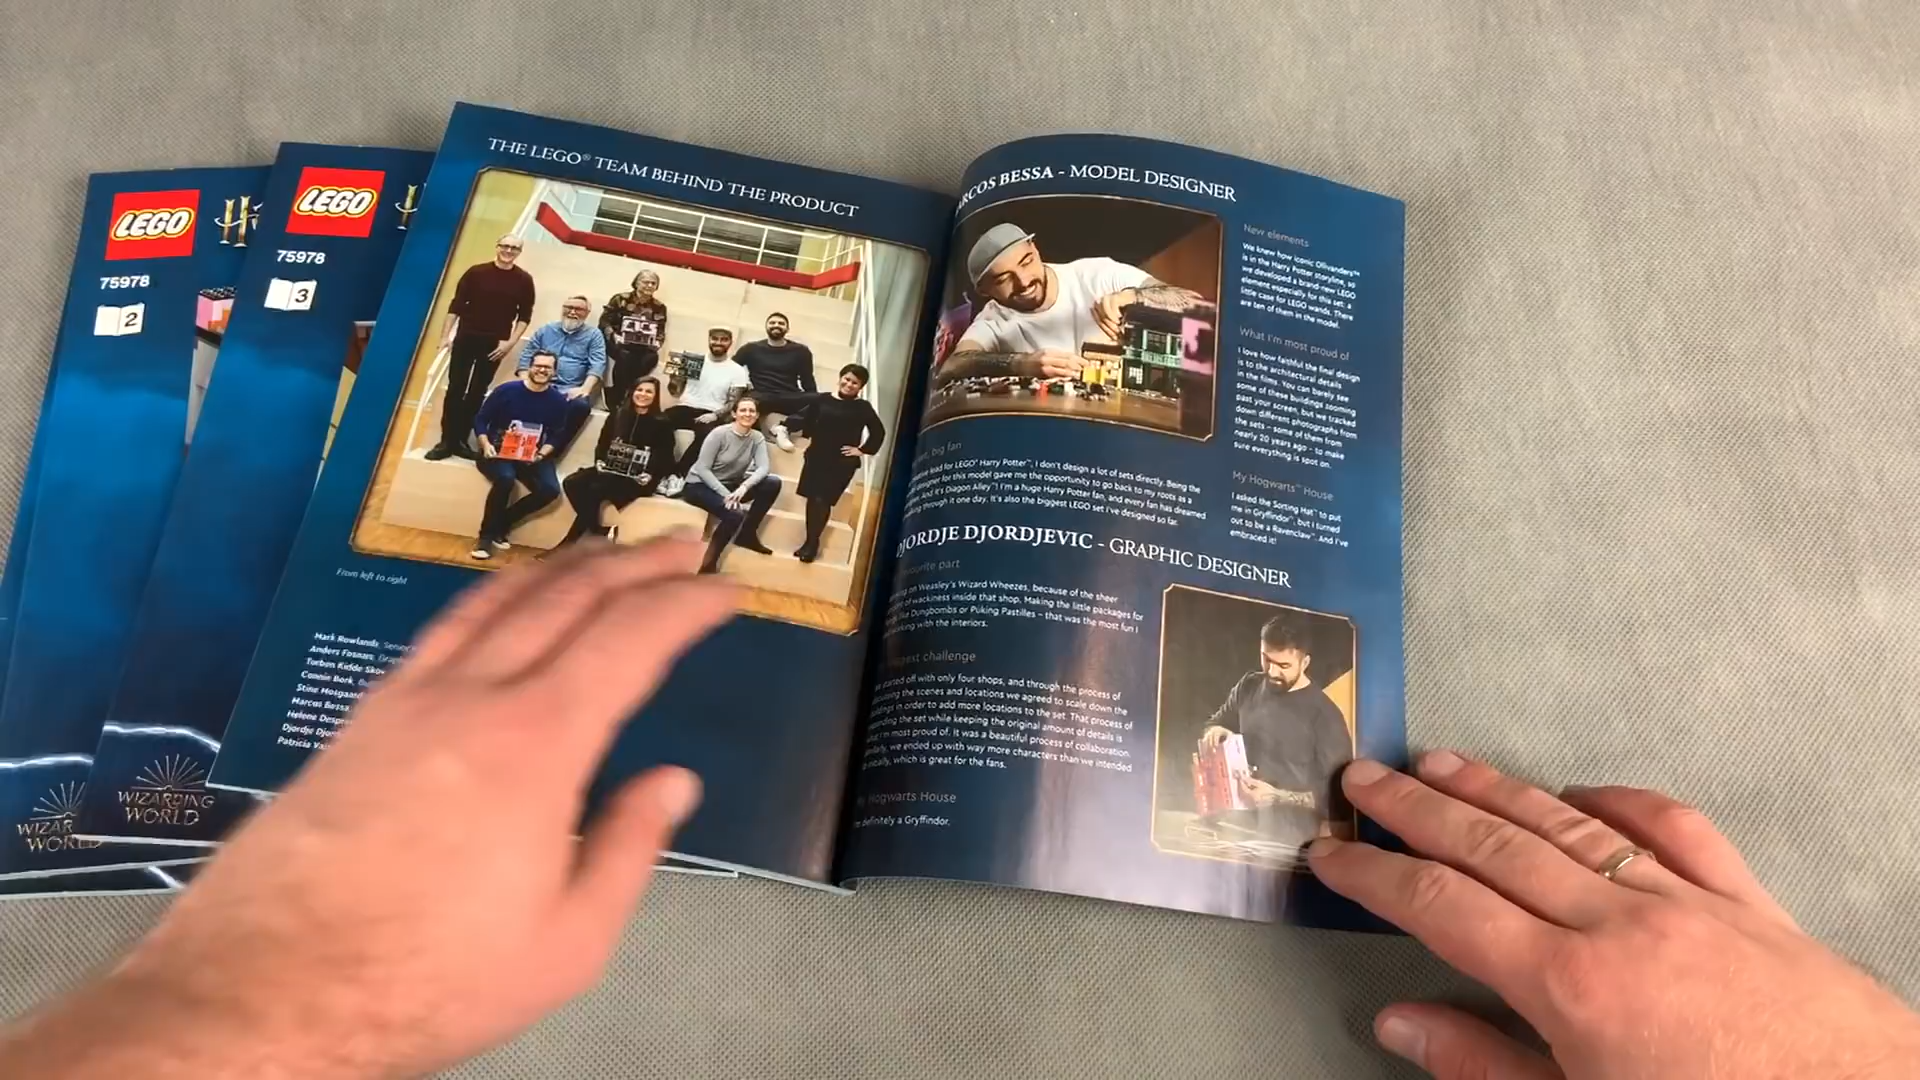 LEGO
75978
2
WIZAR
WORLD
LEGO
75978
3
WIZARDING
WORLD
THE LEGO® TEAM BEHIND THE PRODUCT
From left to right
Mark Rowlands, Senior
Anders
Torben Kidde Skov
Connie Bork,
Stine
Marcus Bessa
Helene
Djordje
Patricia
ARCOS BESSA - MODEL DESIGNER
New elements
We knew how iconic Ollivanders™
is in the Harry Potter storyline, so
we developed a brand-new LEGO
element especially for this set: a
little case for LEGO wands. There
are ten of them in the model.
What I'm most proud of
I love how faithful the final design
is to the architectural details
in the films. You can barely see
some of these buildings zooming
past your screen, but we tracked
down different photographs from
the sets – some of them from
nearly 20 years ago – to make
sure everything is spot on.
My Hogwarts™ House
I asked the Sorting Hat™ to put
me in Gryffindor™, but I turned
out to be a Ravenclaw™. And I've
embraced it!
big fan
lead for LEGO® Harry Potter™, I don't design a lot of sets directly. Being the
designer for this model gave me the opportunity to go back to my roots as a
And it's Diagon Alley™! I'm a huge Harry Potter fan, and every fan has dreamed
through it one day. It's also the biggest LEGO set I've designed so far.
DJORDJE DJORDJEVIC - GRAPHIC DESIGNER
part
on Weasley's Wizard Wheezes, because of the sheer
of wackiness inside that shop. Making the little packages for
like Dungbombs or Puking Pastilles – that was the most fun I
working with the interiors.
challenge
started off with only four shops, and through the process of
the scenes and locations we agreed to scale down the
buildings in order to add more locations to the set. That process of
expanding the set while keeping the original amount of details is
what I'm most proud of. It was a beautiful process of collaboration.
we ended up with way more characters than we intended
initially, which is great for the fans.
My Hogwarts House
definitely a Gryffindor.